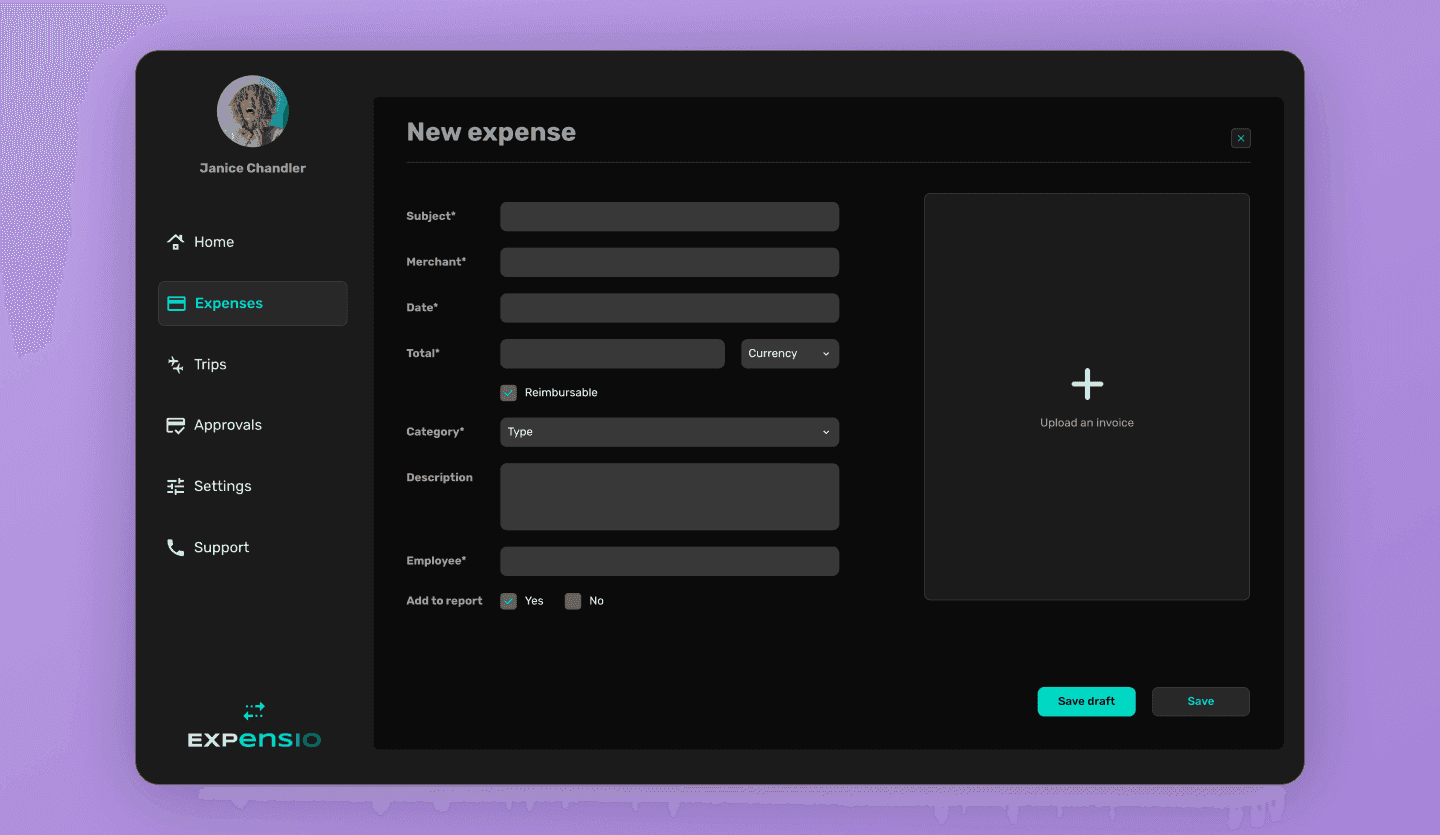 Janice Chandler
Home
Expenses
Trips
Approvals
Settings
Support
EXPENSIO
New expense
Subject*
Merchant*
Date*
Total*
Currency
Reimbursable
Category*
Type
Description
Employee*
Add to report Yes No
Upload an invoice
Save draft Save